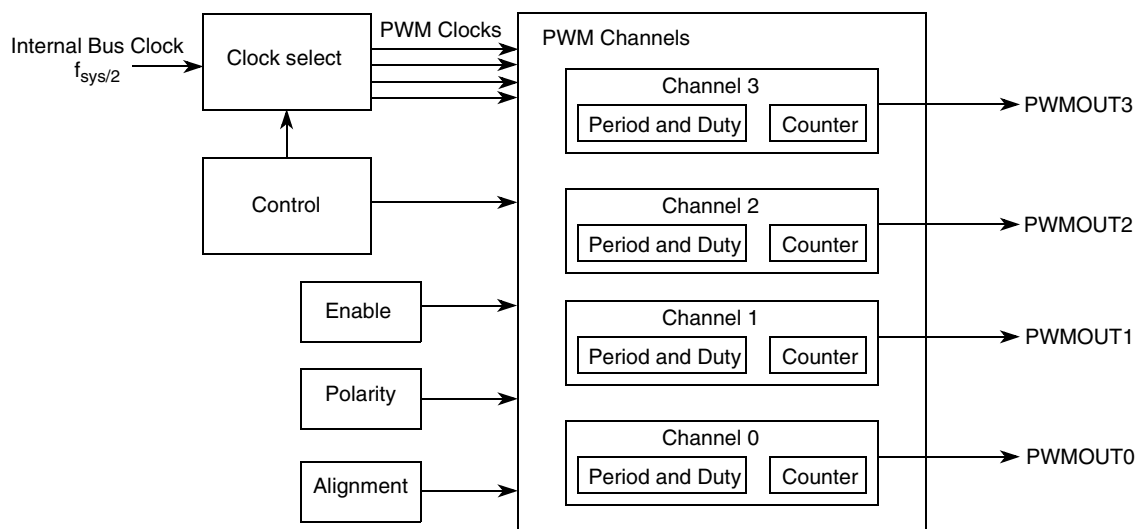 Internal Bus Clock
fsys/2
Clock select
PWM Clocks
Control
Enable
Polarity
Alignment
PWM Channels
Channel 3
Period and Duty
Counter
PWMOUT3
Channel 2
Period and Duty
Counter
PWMOUT2
Channel 1
Period and Duty
Counter
PWMOUT1
Channel 0
Period and Duty
Counter
PWMOUT0